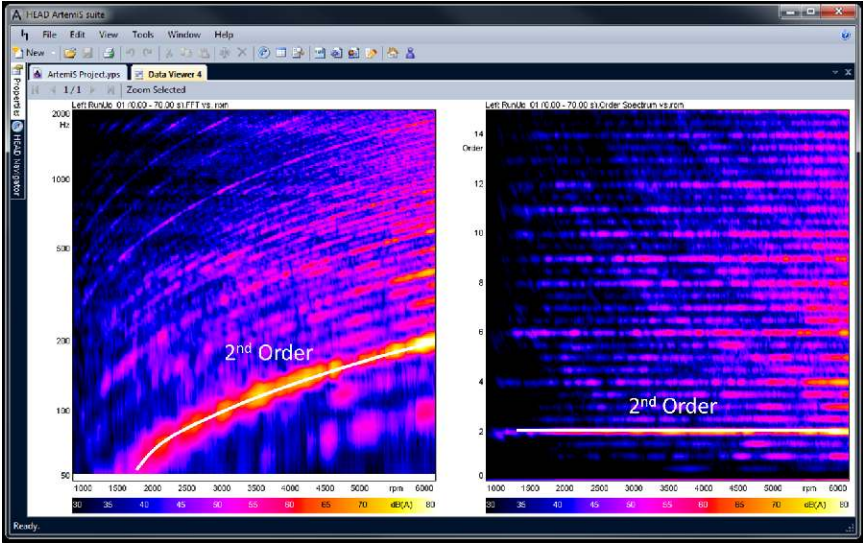 HEAD ArtemiS suite
File Edit View Tools Window Help
New
ArtemiS Project.yps Data Viewer 4
1/1 Zoom Selected
Properties
HEAD Navigator
Left RunUp 01 (0.00 - 70.00 s).FFT vs. rpm
2000
Hz
1000
500
200
100
50
2nd Order
1000 1500 2000 2500 3000 3500 4000 4500 5000 rpm 6000
30 35 40 45 50 55 60 65 70 dB(A) 80
Left RunUp 01 (0.00 - 70.00 s).Order Spectrum vs.rpm
14
Order
12
10
8
6
4
2
0
2nd Order
1000 1500 2000 2500 3000 3500 4000 4500 5000 rpm 6000
30 35 40 45 50 55 60 65 70 dB(A) 80
Ready.